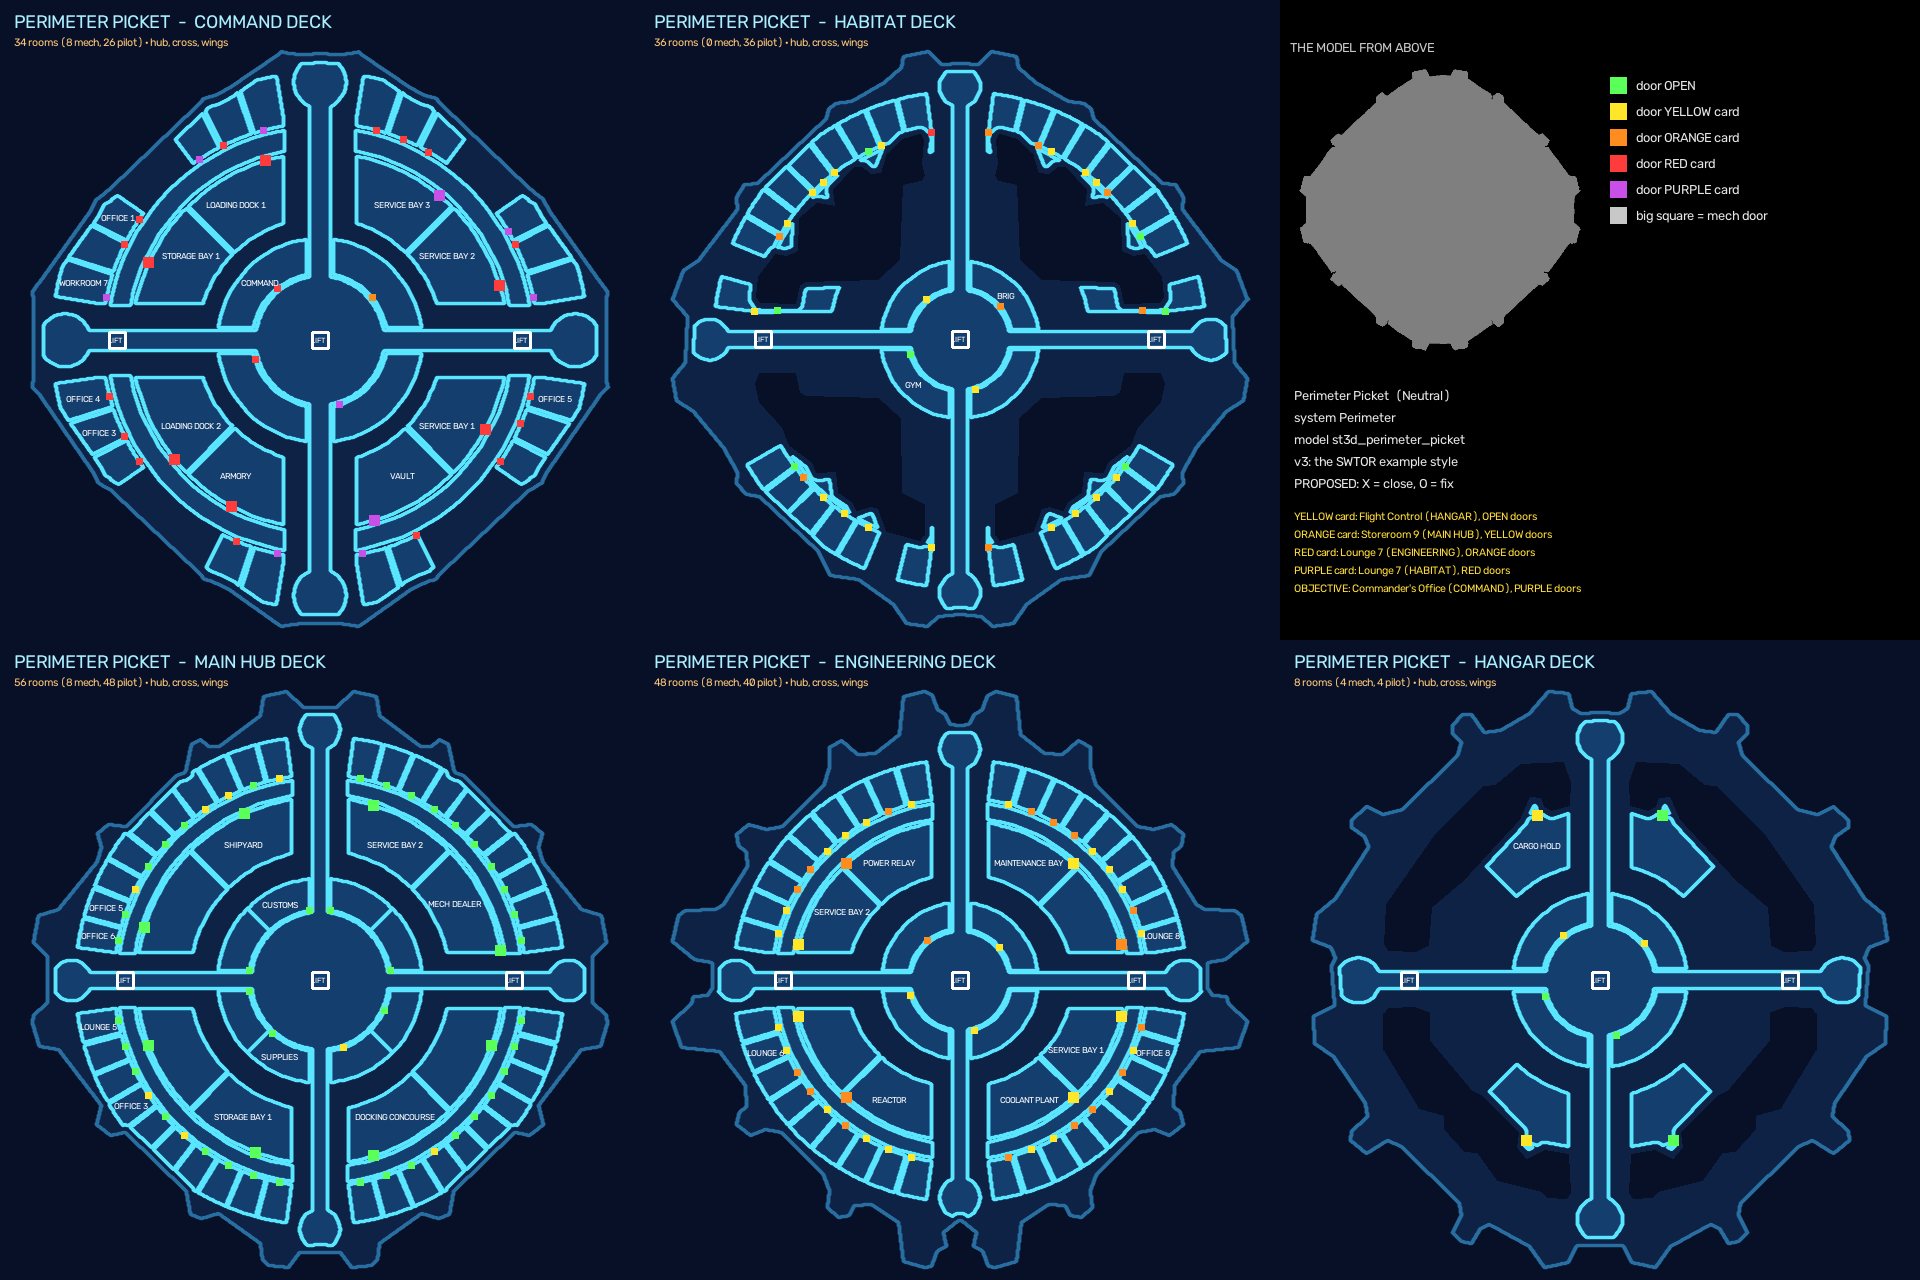 PERIMETER PICKET - COMMAND DECK
34 rooms (8 mech, 26 pilot) • hub, cross, wings
LOADING DOCK 1
SERVICE BAY 3
OFFICE 1
STORAGE BAY 1
SERVICE BAY 2
WORKROOM 7
COMMAND
LIFT
LIFT
LIFT
OFFICE 4
OFFICE 5
LOADING DOCK 2
SERVICE BAY 1
OFFICE 3
ARMORY
VAULT
PERIMETER PICKET - HABITAT DECK
36 rooms (0 mech, 36 pilot) • hub, cross, wings
BRIG
LIFT
LIFT
LIFT
GYM
THE MODEL FROM ABOVE
door OPEN
door YELLOW card
door ORANGE card
door RED card
door PURPLE card
big square = mech door
Perimeter Picket (Neutral)
system Perimeter
model st3d_perimeter_picket
v3: the SWTOR example style
PROPOSED: X = close, O = fix
YELLOW card: Flight Control (HANGAR), OPEN doors
ORANGE card: Storeroom 9 (MAIN HUB), YELLOW doors
RED card: Lounge 7 (ENGINEERING), ORANGE doors
PURPLE card: Lounge 7 (HABITAT), RED doors
OBJECTIVE: Commander's Office (COMMAND), PURPLE doors
PERIMETER PICKET - MAIN HUB DECK
56 rooms (8 mech, 48 pilot) • hub, cross, wings
SHIPYARD
SERVICE BAY 2
CUSTOMS
MECH DEALER
OFFICE 5
OFFICE 6
LIFT
LIFT
LIFT
LOUNGE 5
SUPPLIES
OFFICE 3
STORAGE BAY 1
DOCKING CONCOURSE
PERIMETER PICKET - ENGINEERING DECK
48 rooms (8 mech, 40 pilot) • hub, cross, wings
POWER RELAY
MAINTENANCE BAY
SERVICE BAY 2
LOUNGE 8
LIFT
LIFT
LIFT
LOUNGE 6
SERVICE BAY 1
OFFICE 8
REACTOR
COOLANT PLANT
PERIMETER PICKET - HANGAR DECK
8 rooms (4 mech, 4 pilot) • hub, cross, wings
CARGO HOLD
LIFT
LIFT
LIFT